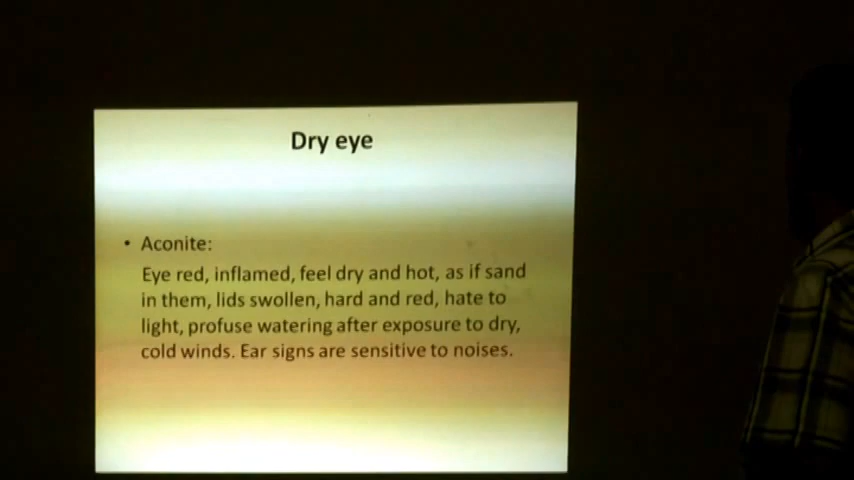 Dry eye
• Aconite:
Eye red, inflamed, feel dry and hot, as if sand
in them, lids swollen, hard and red, hate to
light, profuse watering after exposure to dry,
cold winds. Ear signs are sensitive to noises.